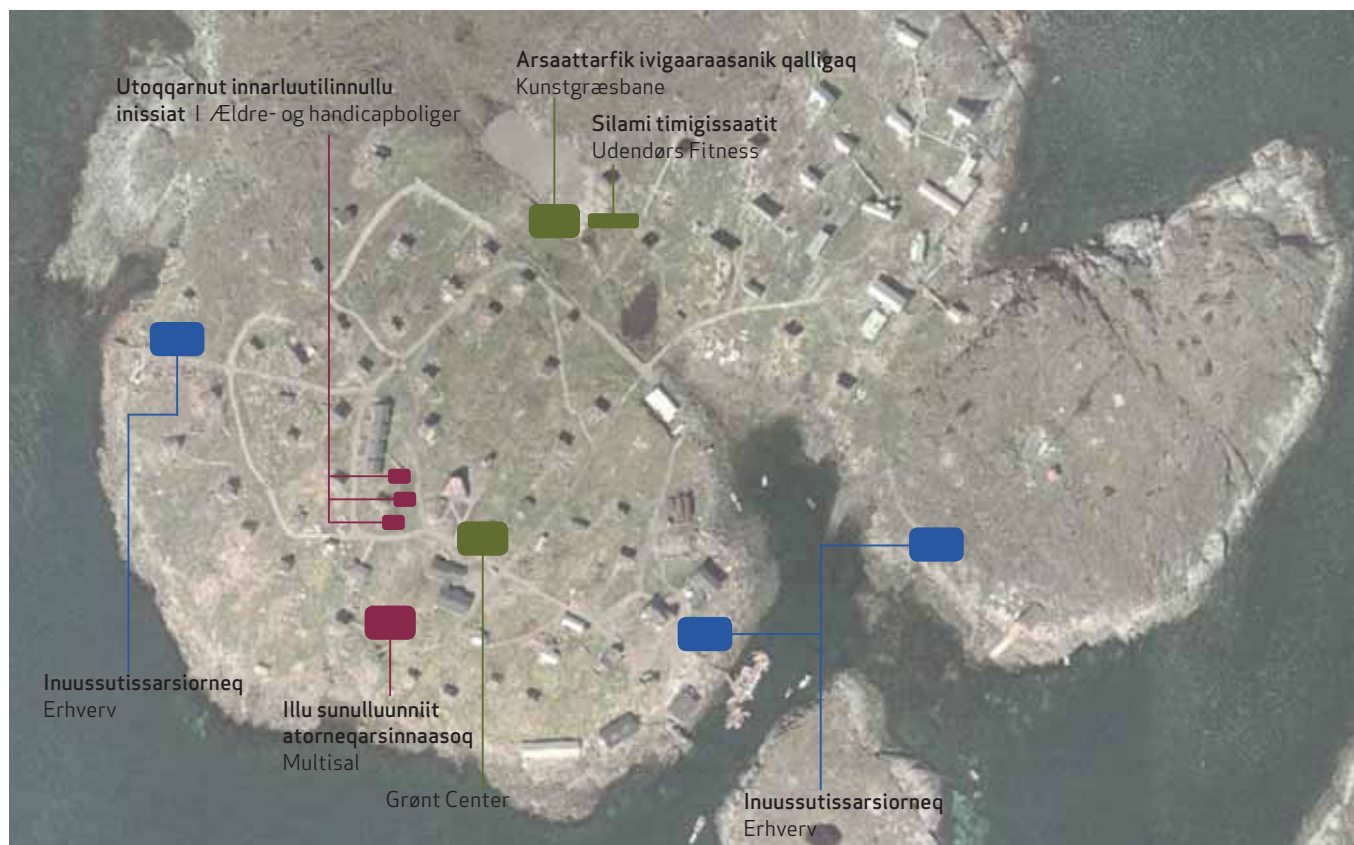 Arsaattarfik ivigaaraasanik qalligaq
Kunstgræsbane
Utoqqarnut innarluutilinnullu
inissiat I Ældre- og handicapboliger
Silami timigissaatit
Udendørs Fitness
Inuussutissarsiorneq
Erhverv
Illu sunulluunniit
atorneqarsinnaasoq
Multisal
Grønt Center
Inuussutissarsiorneq
Erhverv